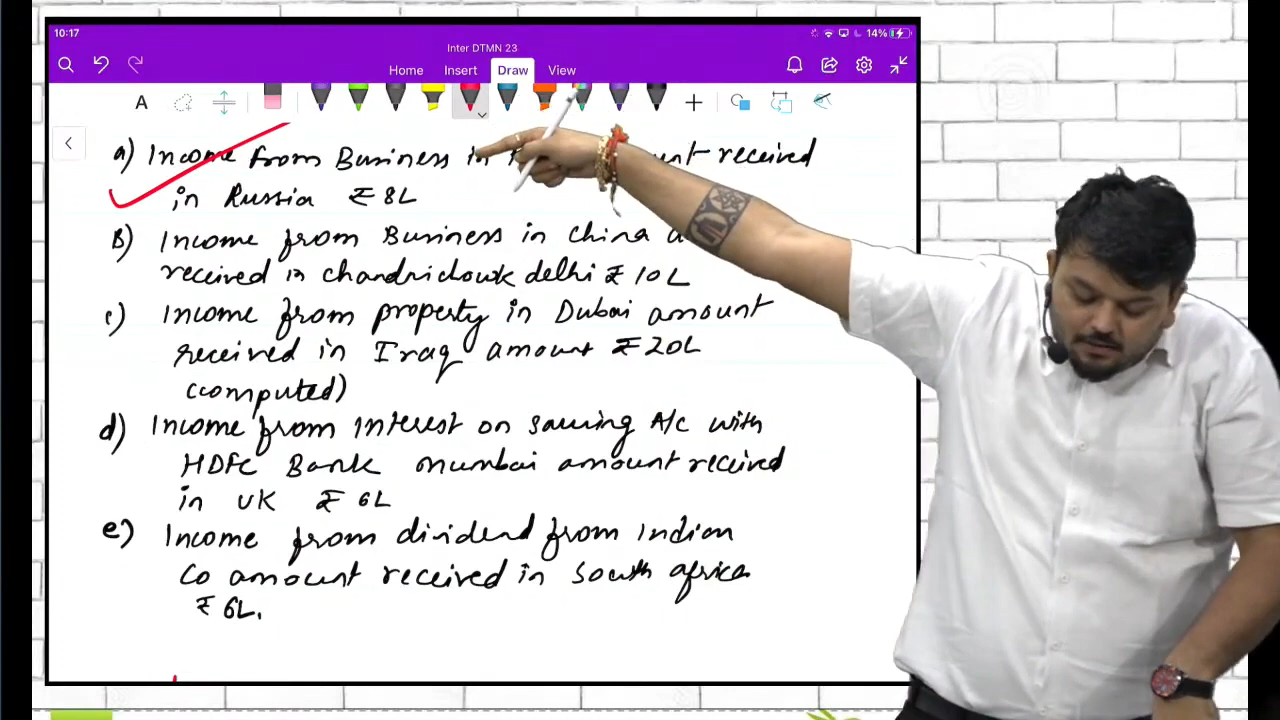 10:17
14%
Inter DTMN 23
Home Insert Draw View
A
a) Income from Business in received
in Russia ₹ 8L
B) Income from Business in china
received in chandni chowk delhi ₹ 10L
c) Income from property in Dubai amount
received in Iraq amount ₹ 20L
(computed)
d) Income from interest on saving A/c with
HDFC Bank mumbai amount received
in UK ₹ 6L
e) Income from dividend from indian
Co amount received in south africa
₹ 6L.